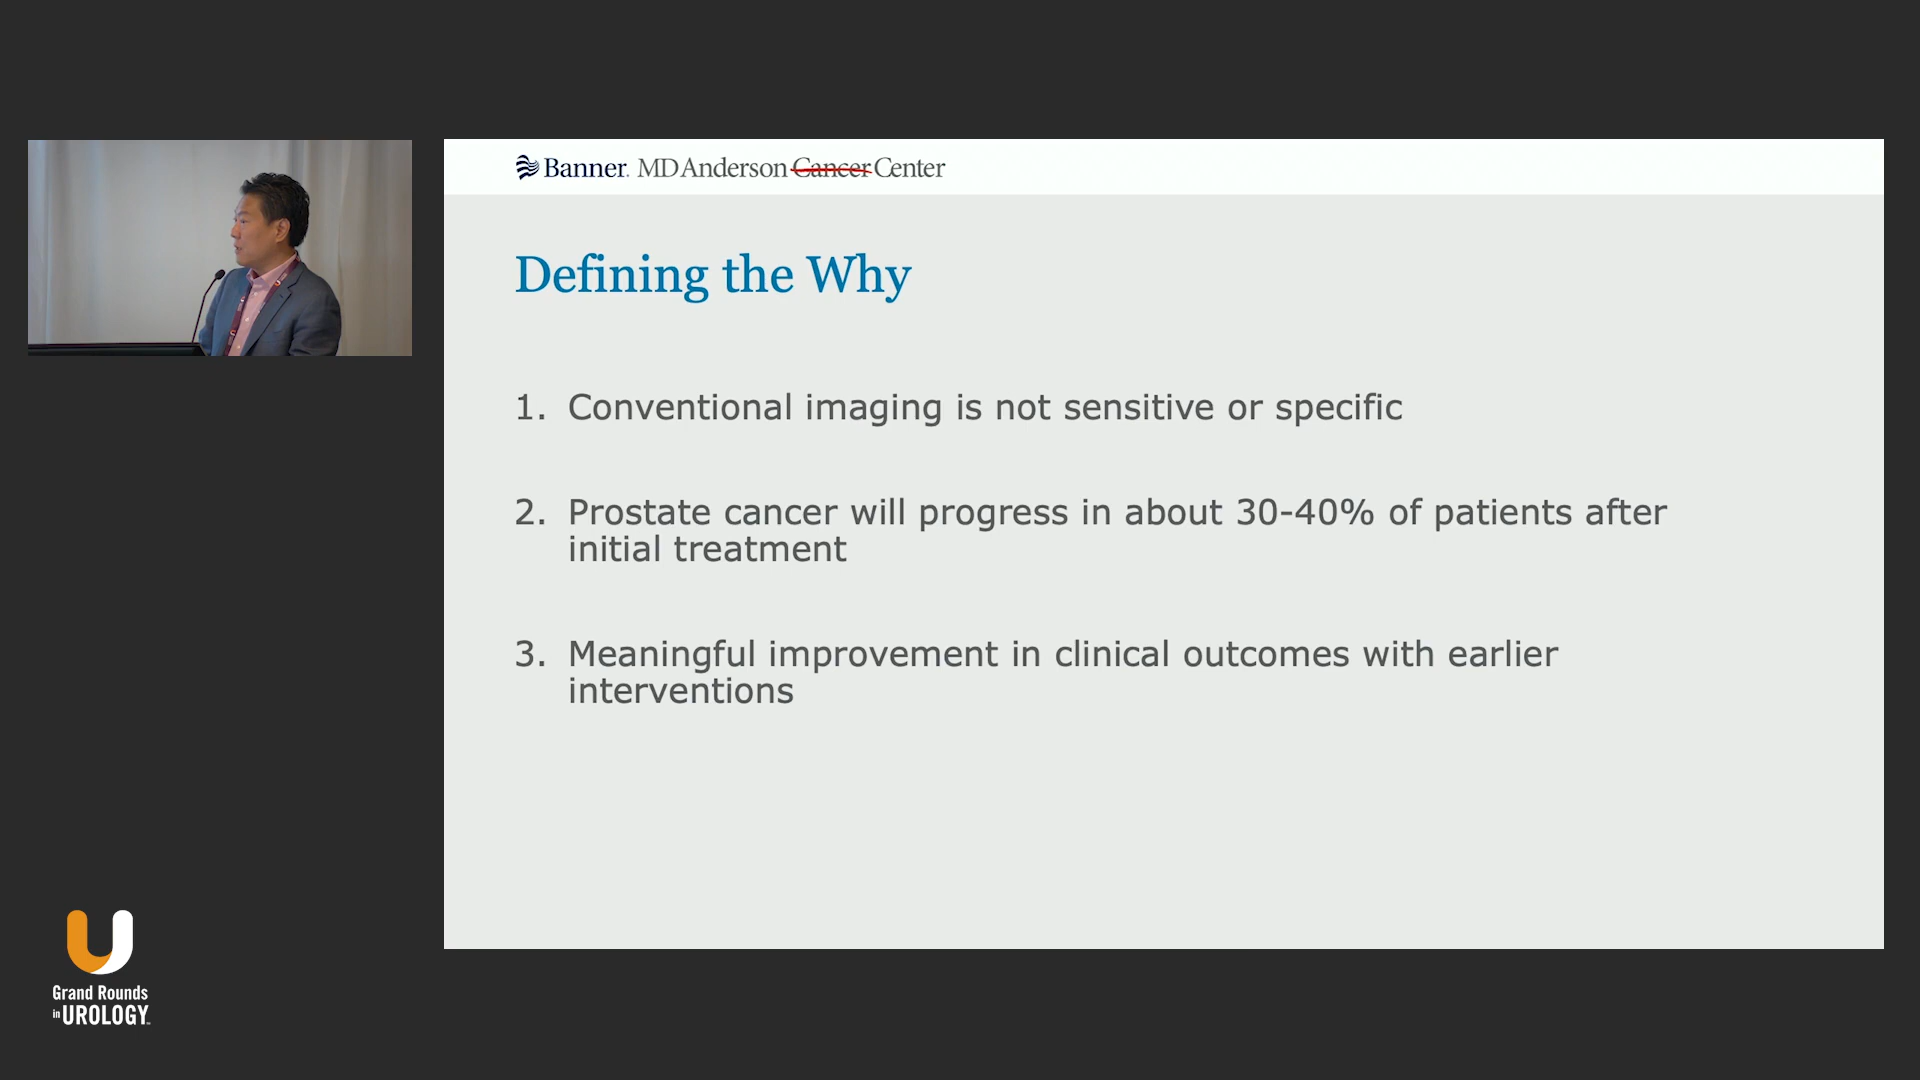 Banner. MD Anderson Cancer Center
Defining the Why
1. Conventional imaging is not sensitive or specific
2. Prostate cancer will progress in about 30-40% of patients after
initial treatment
3. Meaningful improvement in clinical outcomes with earlier
interventions
Grand Rounds
in UROLOGY